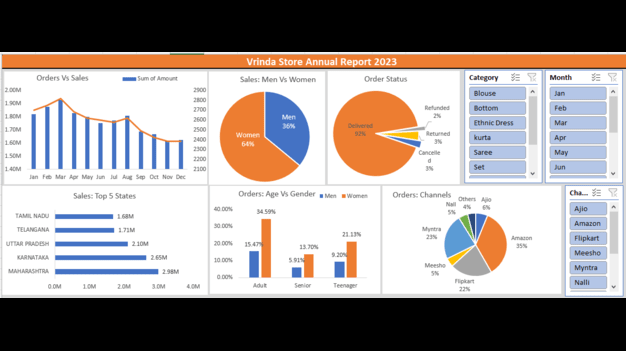 Vrinda Store Annual Report 2023
Orders Vs Sales
Sum of Amount
2.00M
1.90M
1.80M
1.70M
1.60M
1.50M
1.40M
2900
2800
2700
2600
2500
2400
2300
2200
2100
Jan Feb Mar Apr May Jun Jul Aug Sep Oct Nov Dec
Sales: Men Vs Women
Men
36%
Women
64%
Order Status
Delivered
92%
Refunded
2%
Returned
3%
Cancelle
d
3%
Category
Blouse
Bottom
Ethnic Dress
kurta
Saree
Set
Month
Jan
Feb
Mar
Apr
May
Jun
Sales: Top 5 States
TAMIL NADU 1.68M
TELANGANA 1.71M
UTTAR PRADESH 2.10M
KARNATAKA 2.65M
MAHARASHTRA 2.98M
0.0M 1.0M 2.0M 3.0M 4.0M
Orders: Age Vs Gender
Men Women
40.00%
30.00%
20.00%
10.00%
0.00%
15.47% 34.59%
5.91% 13.70%
9.20% 21.13%
Adult Senior Teenager
Orders: Channels
Ajio
6%
Amazon
35%
Flipkart
22%
Meesho
5%
Myntra
23%
Nall
5%
Others
4%
Cha...
Ajio
Amazon
Flipkart
Meesho
Myntra
Nalli